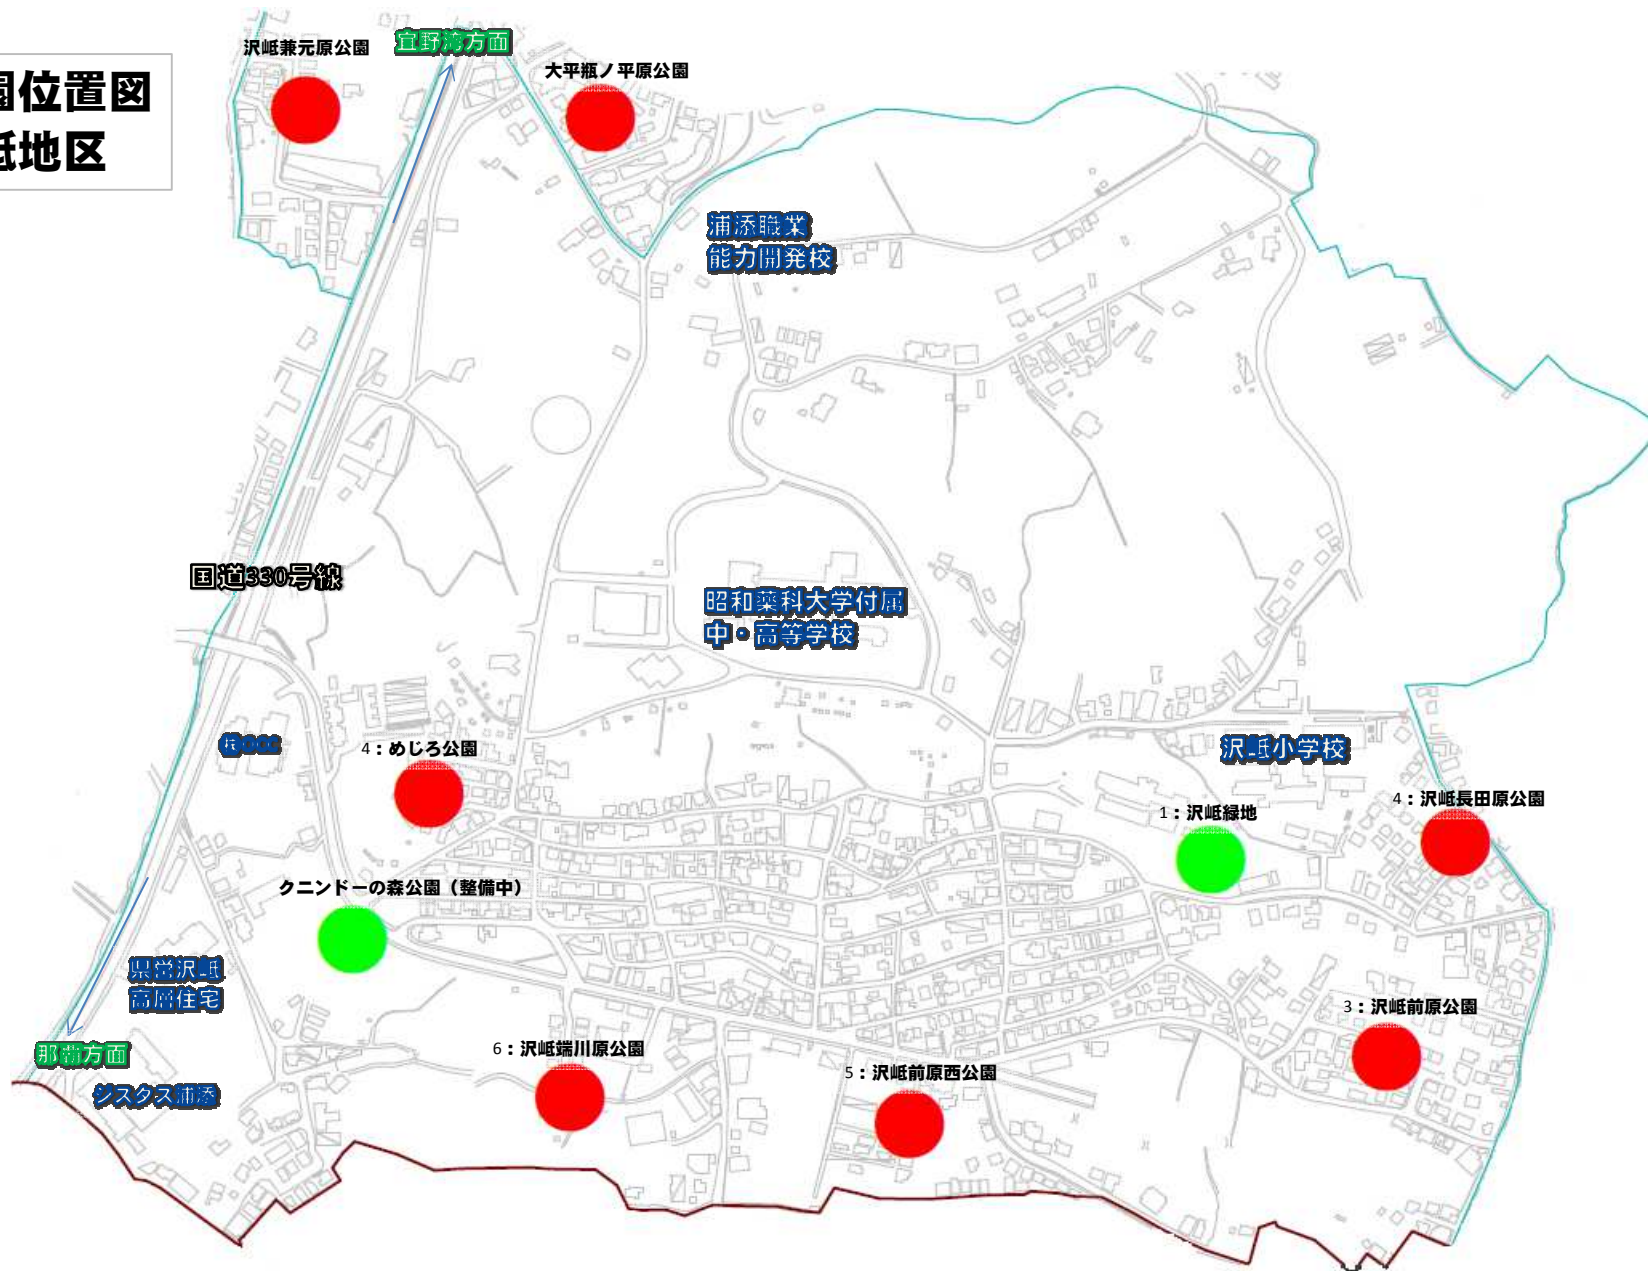 園位置図
地区
沢岻兼元原公園
宜野湾方面
大平瓶ノ平原公園
浦添職業
能力開発校
国道330号線
昭和薬科大学付属
中・高等学校
㈱OCC
4：めじろ公園
沢岻小学校
4：沢岻長田原公園
1：沢岻緑地
クニンドーの森公園（整備中）
県営沢岻
高層住宅
3：沢岻前原公園
那覇方面
6：沢岻端川原公園
5：沢岻前原西公園
ジスタス浦添